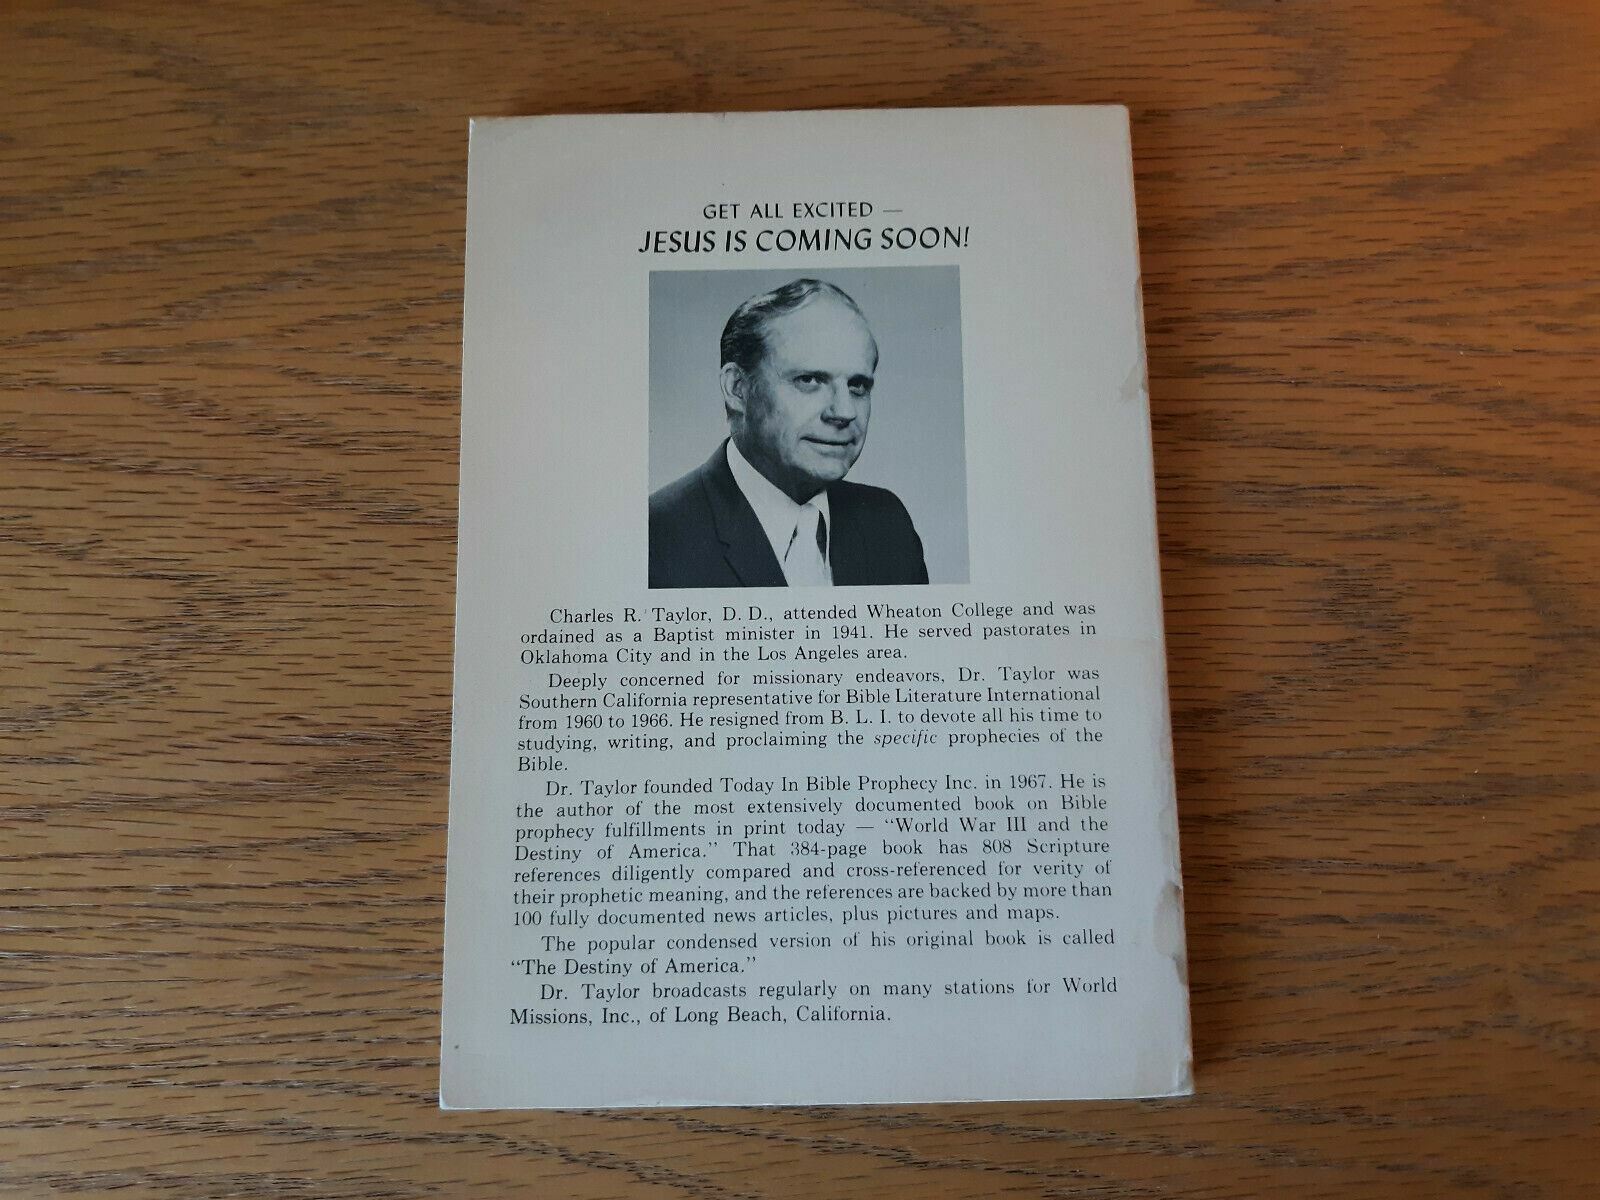 GET ALL EXCITED —
JESUS IS COMING SOON!
Charles R. Taylor, D. D., attended Wheaton College and was
ordained as a Baptist minister in 1941. He served pastorates in
Oklahoma City and in the Los Angeles area.
Deeply concerned for missionary endeavors, Dr. Taylor was
Southern California representative for Bible Literature International
from 1960 to 1966. He resigned from B. L. I. to devote all his time to
studying, writing, and proclaiming the specific prophecies of the
Bible.
Dr. Taylor founded Today In Bible Prophecy Inc. in 1967. He is
the author of the most extensively documented book on Bible
prophecy fulfillments in print today — “World War III and the
Destiny of America.” That 384-page book has 808 Scripture
references diligently compared and cross-referenced for verity of
their prophetic meaning, and the references are backed by more than
100 fully documented news articles, plus pictures and maps.
The popular condensed version of his original book is called
“The Destiny of America.”
Dr. Taylor broadcasts regularly on many stations for World
Missions, Inc., of Long Beach, California.